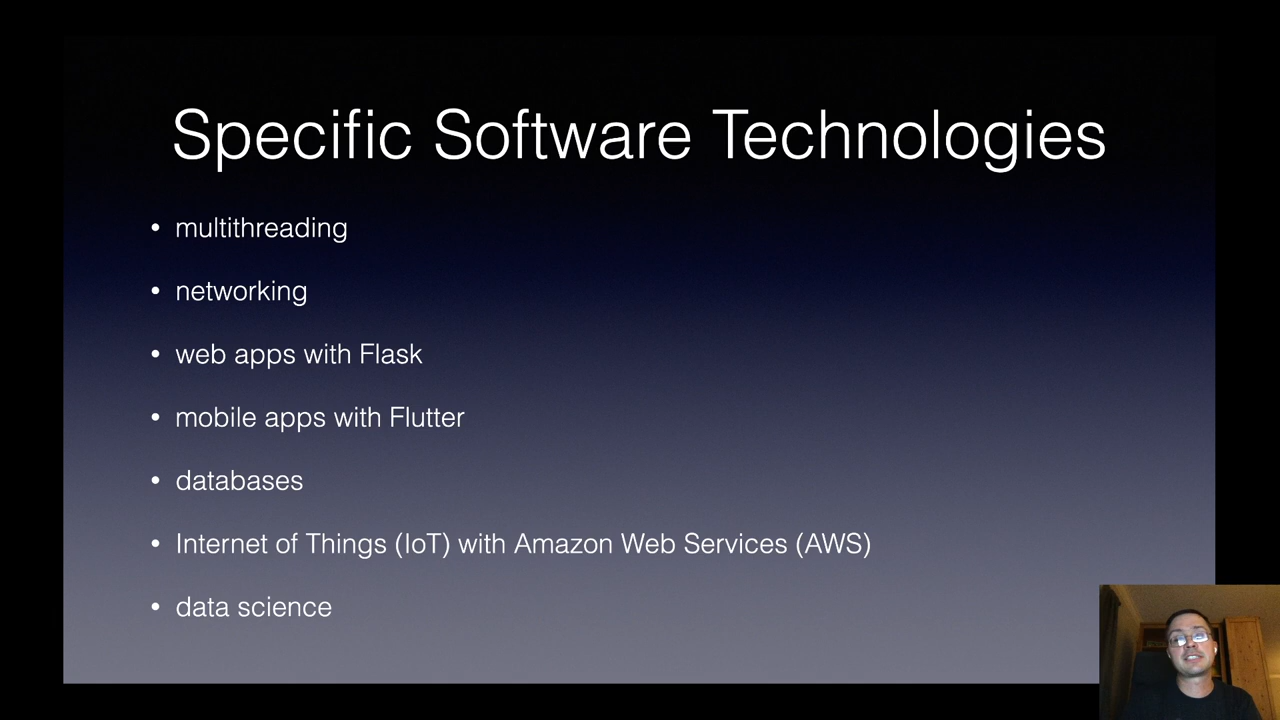 Specific Software Technologies
• multithreading
• networking
• web apps with Flask
• mobile apps with Flutter
• databases
• Internet of Things (IoT) with Amazon Web Services (AWS)
• data science